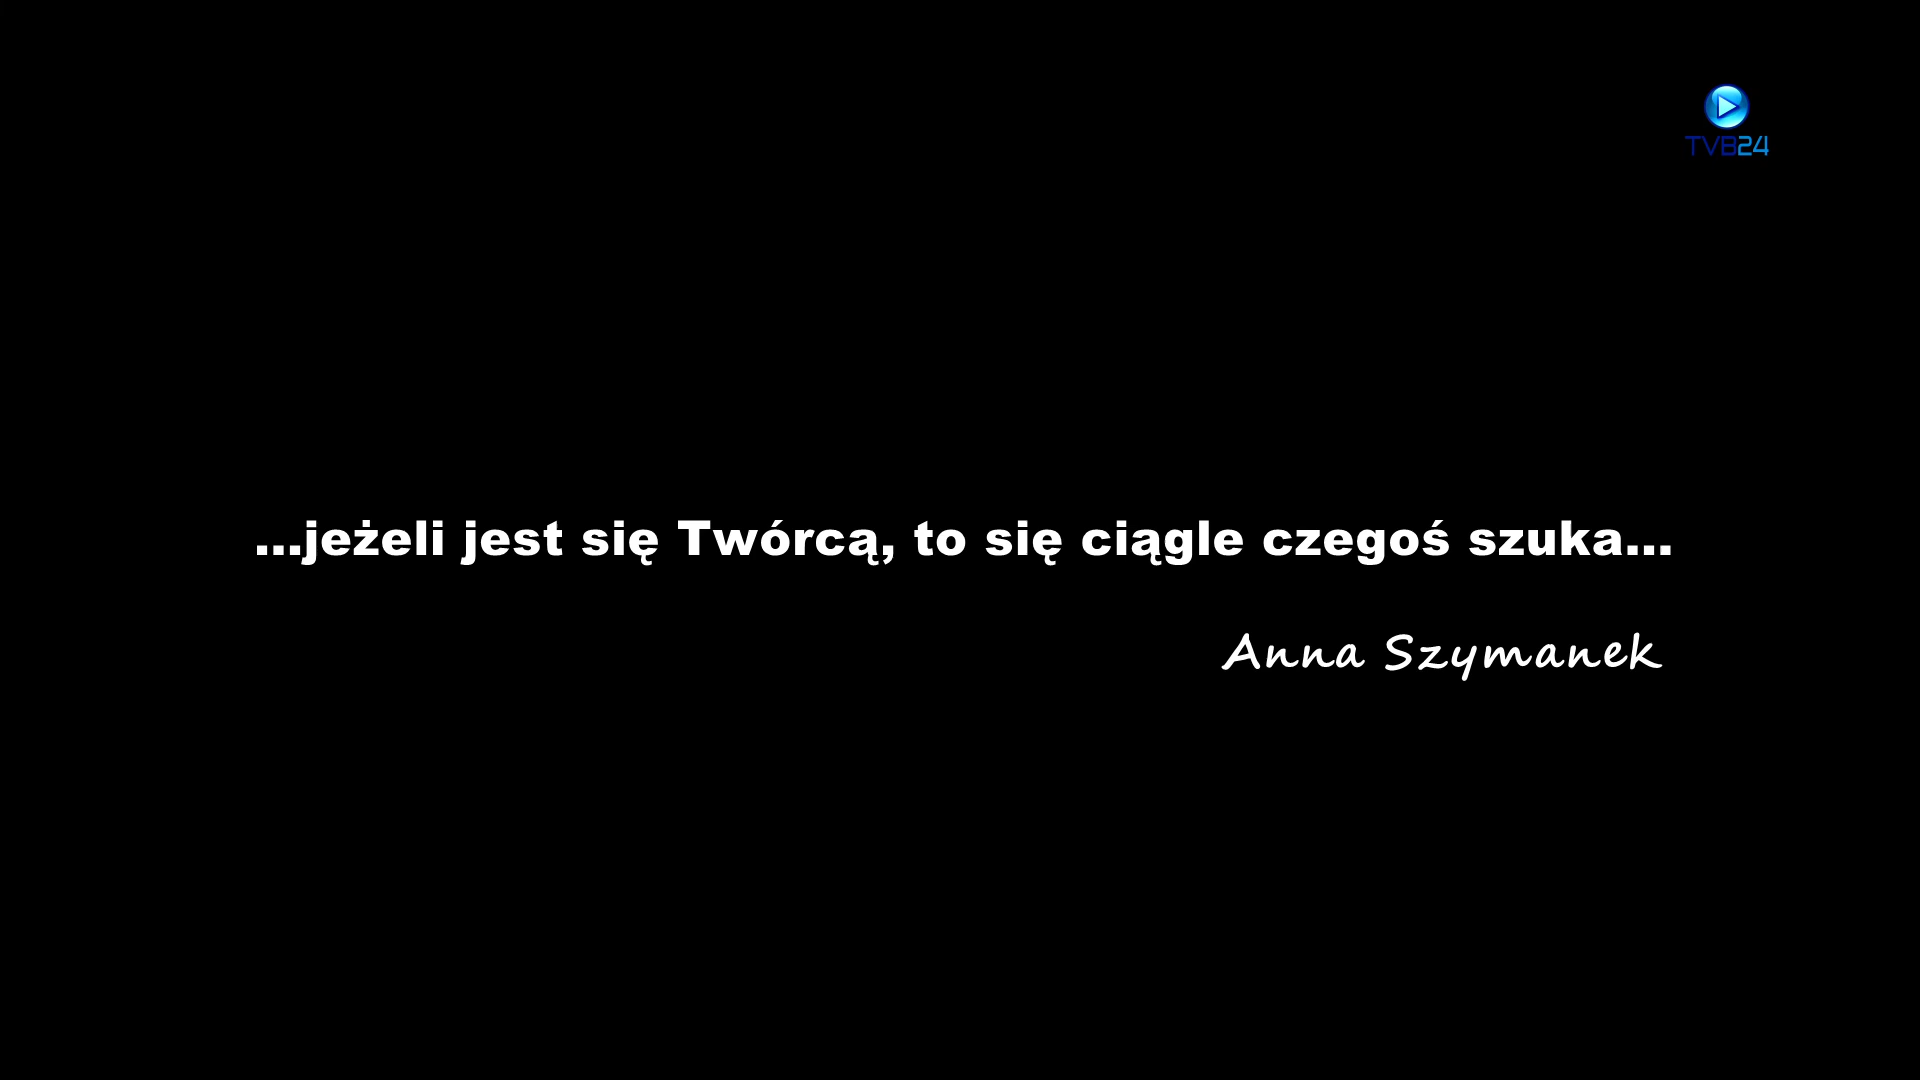 TVB24
...jeżeli jest się Twórcą, to się ciągle czegoś szuka...
Anna Szymanek